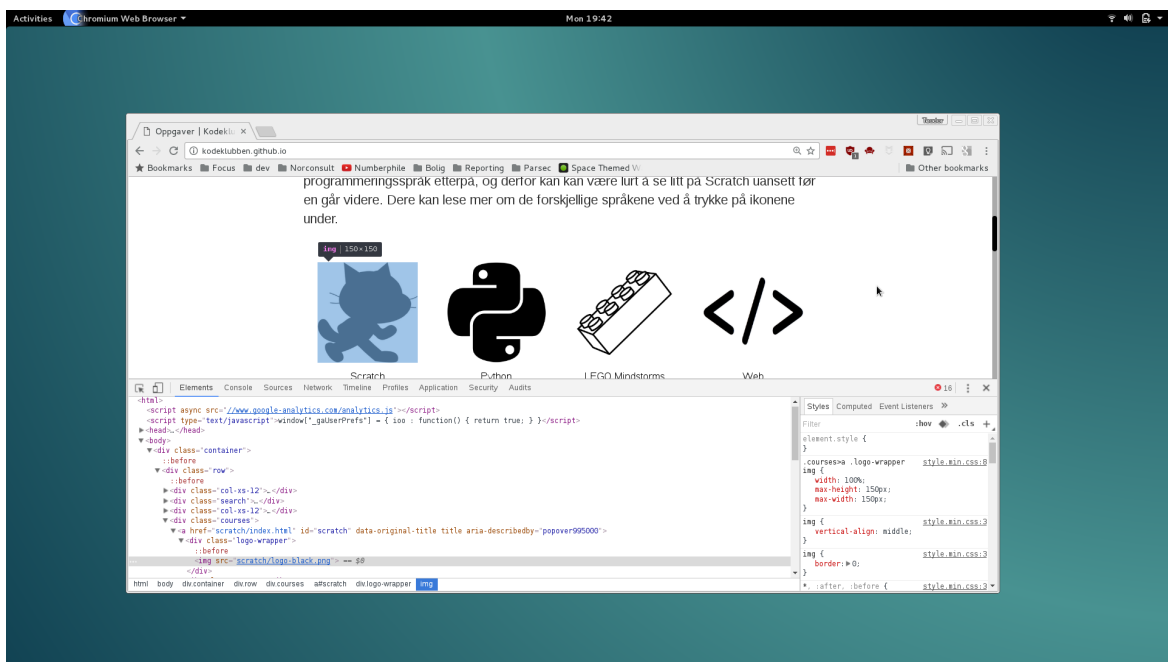 Activities Chromium Web Browser Mon 19:42
Oppgaver | Kodeklu
kodeklubben.github.io
Bookmarks Focus dev Norconsult Numberphile Bolig Reporting Parsec Space Themed W Other bookmarks
programmeringsspråk etterpå, og derfor kan kan være lurt å se litt på Scratch uansett før
en går videre. Dere kan lese mer om de forskjellige språkene ved å trykke på ikonene
under.
img | 150×150
Scratch Python LEGO Mindstorms Web
Elements Console Sources Network Timeline Profiles Application Security Audits 16
<html>
<script async src="//www.google-analytics.com/analytics.js"></script>
<script type="text/javascript">window["_gaUserPrefs"] = { ioo : function() { return true; } }</script>
<head>…</head>
<body>
<div class="container">
::before
<div class="row">
::before
<div class="col-xs-12">…</div>
<div class="search">…</div>
<div class="col-xs-12">…</div>
<div class="courses">
<a href="scratch/index.html" id="scratch" data-original-title title aria-describedby="popover995000">
<div class="logo-wrapper">
::before
<img src="scratch/logo-black.png"> == $0
</div>
html body div.container div.row div.courses a#scratch div.logo-wrapper img
Styles Computed Event Listeners »
Filter :hov .cls +
element.style {
}
.courses>a .logo-wrapper style.min.css:8
img {
width: 100%;
max-height: 150px;
max-width: 150px;
}
img { style.min.css:3
vertical-align: middle;
}
img { style.min.css:3
border: 0;
}
*, :after, :before { style.min.css:3